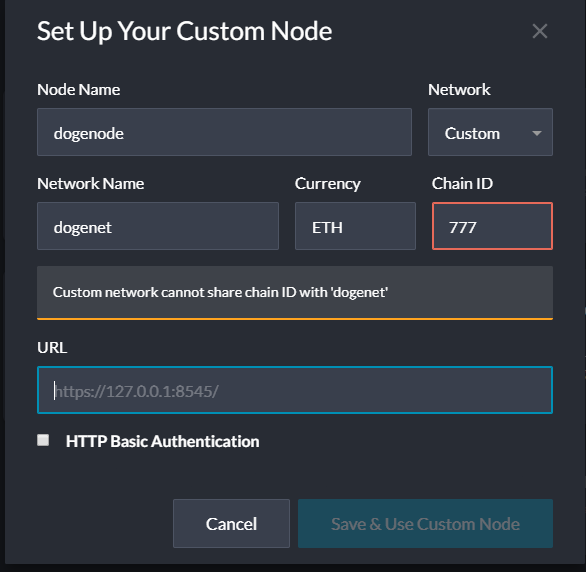 Set Up Your Custom Node
Node Name Network
dogenode Custom
Network Name Currency Chain ID
dogenet ETH 777
Custom network cannot share chain ID with 'dogenet'
URL
https://127.0.0.1:8545/
HTTP Basic Authentication
Cancel Save & Use Custom Node